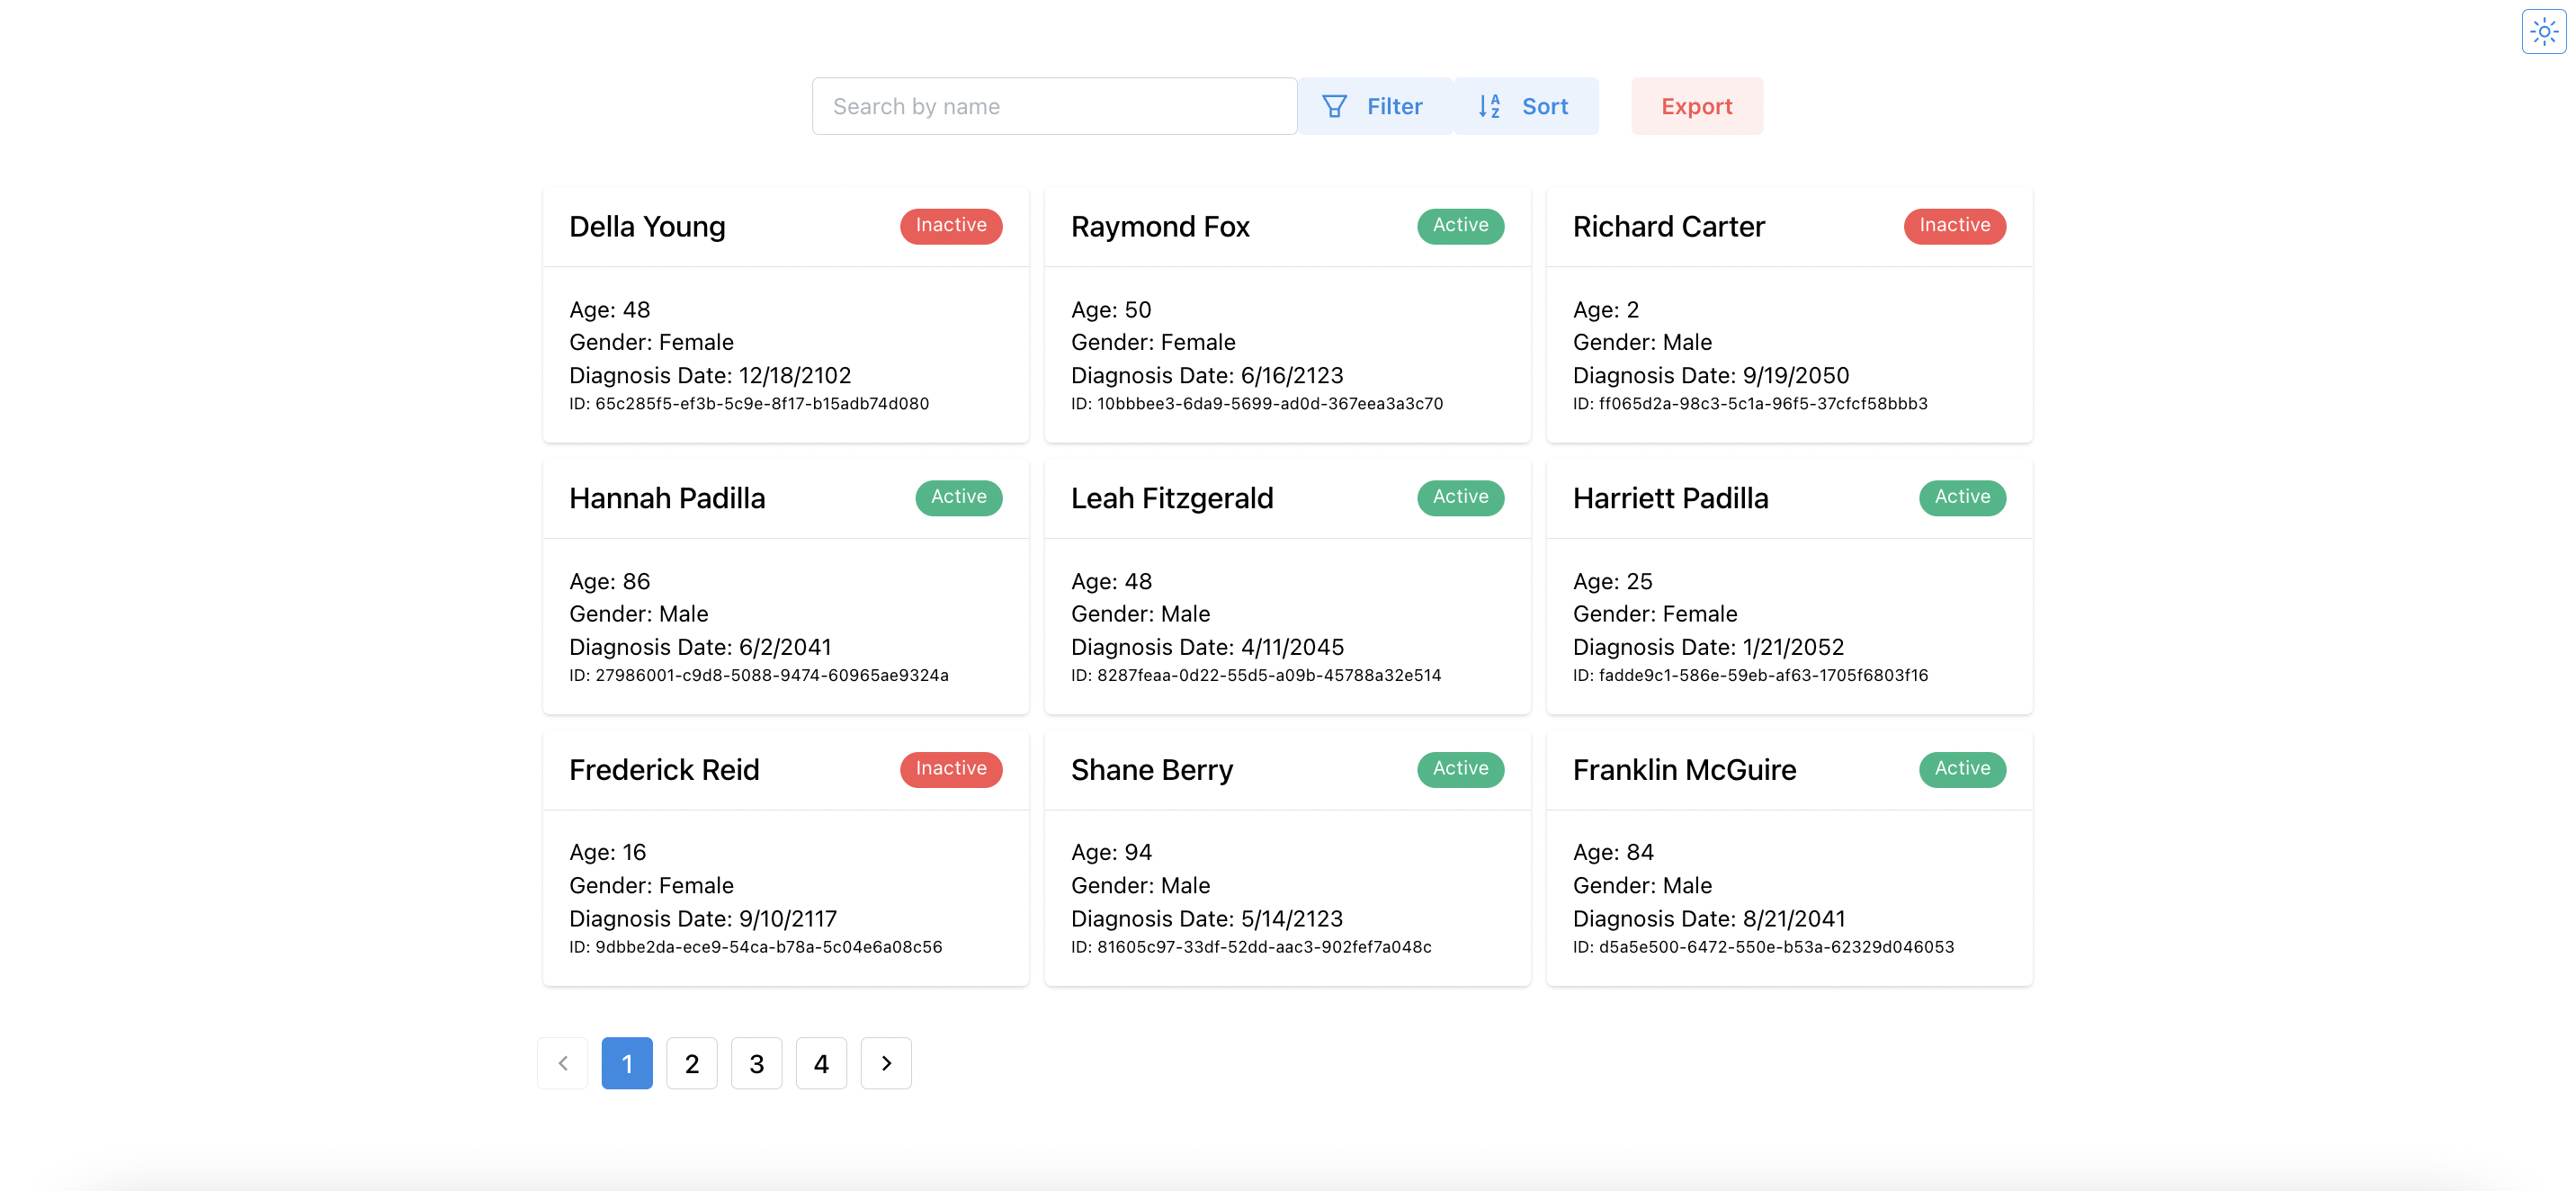 Search by name
Filter
Sort
Export
Della Young
Inactive
Age: 48
Gender: Female
Diagnosis Date: 12/18/2102
ID: 65c285f5-ef3b-5c9e-8f17-b15adb74d080
Raymond Fox
Active
Age: 50
Gender: Female
Diagnosis Date: 6/16/2123
ID: 10bbbee3-6da9-5699-ad0d-367eea3a3c70
Richard Carter
Inactive
Age: 2
Gender: Male
Diagnosis Date: 9/19/2050
ID: ff065d2a-98c3-5c1a-96f5-37cfcf58bbb3
Hannah Padilla
Active
Age: 86
Gender: Male
Diagnosis Date: 6/2/2041
ID: 27986001-c9d8-5088-9474-60965ae9324a
Leah Fitzgerald
Active
Age: 48
Gender: Male
Diagnosis Date: 4/11/2045
ID: 8287feaa-0d22-55d5-a09b-45788a32e514
Harriett Padilla
Active
Age: 25
Gender: Female
Diagnosis Date: 1/21/2052
ID: fadde9c1-586e-59eb-af63-1705f6803f16
Frederick Reid
Inactive
Age: 16
Gender: Female
Diagnosis Date: 9/10/2117
ID: 9dbbe2da-ece9-54ca-b78a-5c04e6a08c56
Shane Berry
Active
Age: 94
Gender: Male
Diagnosis Date: 5/14/2123
ID: 81605c97-33df-52dd-aac3-902fef7a048c
Franklin McGuire
Active
Age: 84
Gender: Male
Diagnosis Date: 8/21/2041
ID: d5a5e500-6472-550e-b53a-62329d046053
1 2 3 4